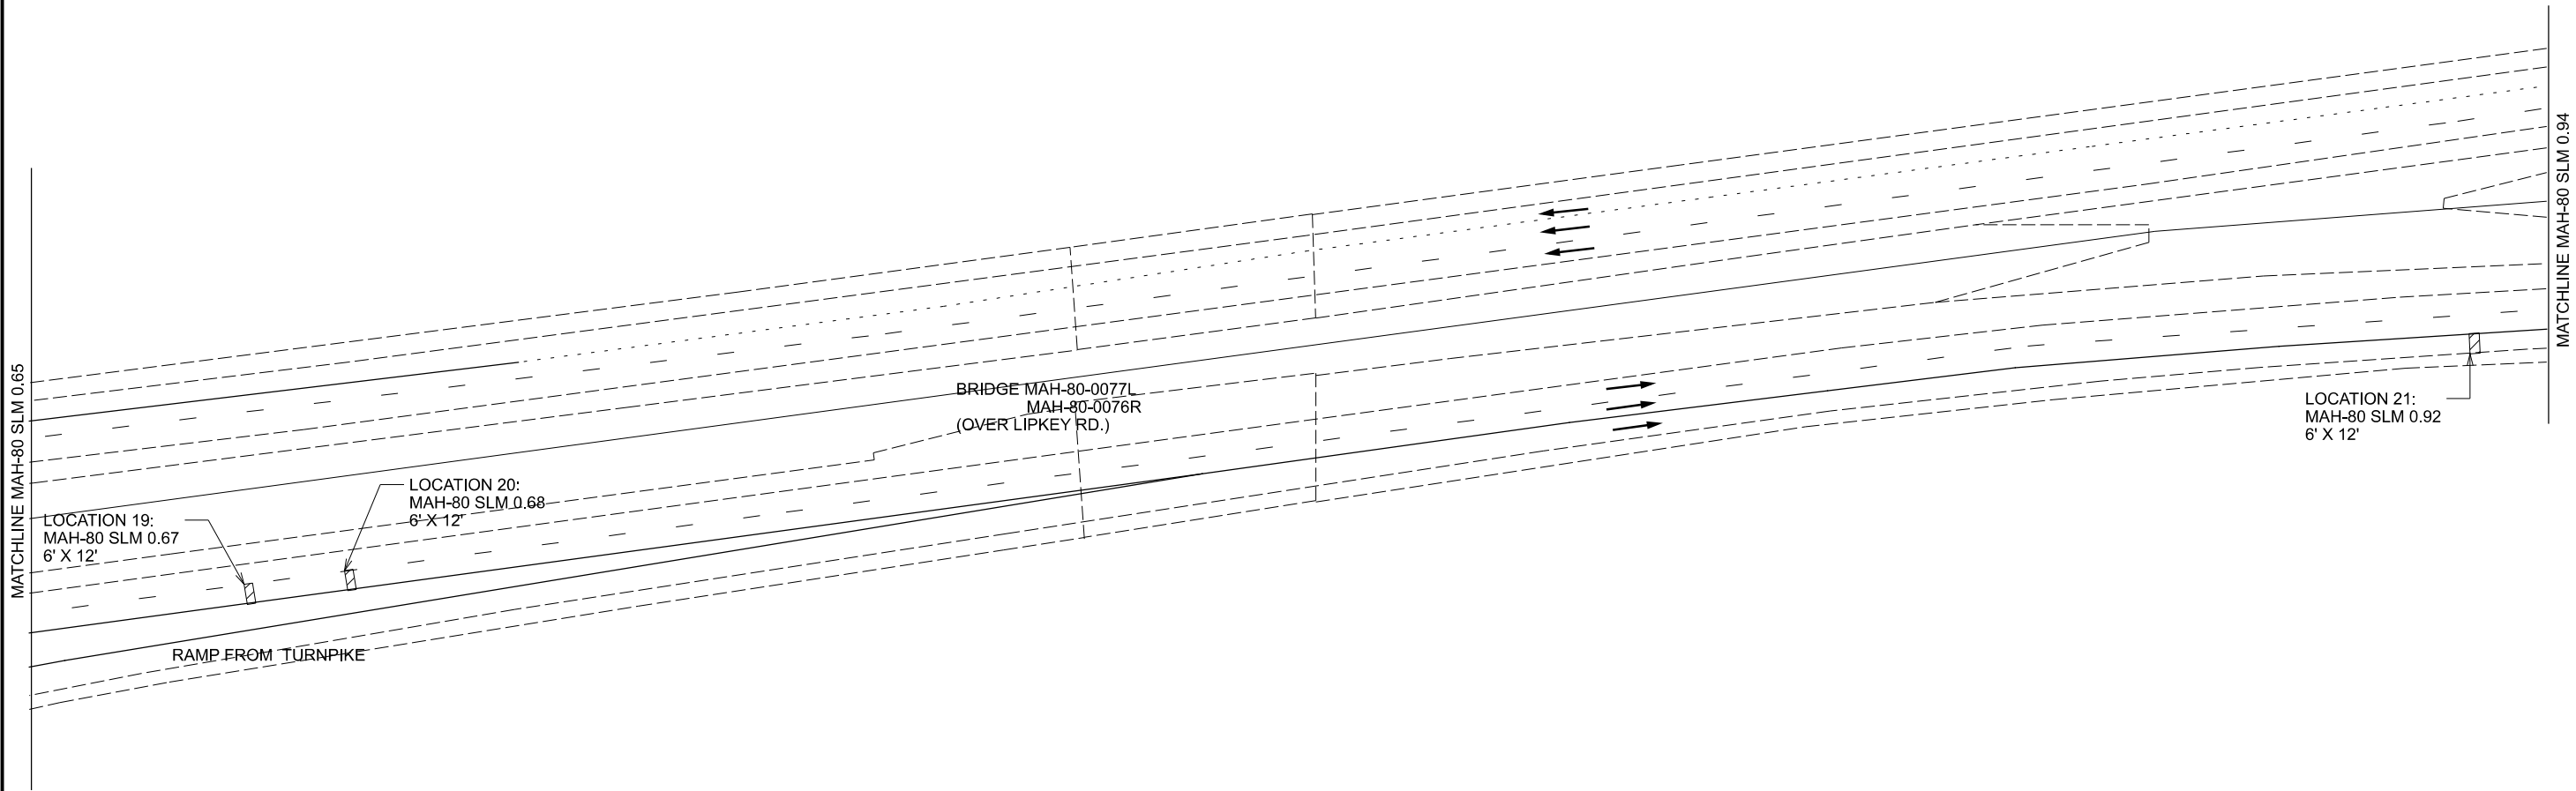 MATCHLINE MAH-80 SLM 0.65
LOCATION 19:
MAH-80 SLM 0.67
6' X 12'
LOCATION 20:
MAH-80 SLM 0.68
6' X 12'
RAMP FROM TURNPIKE
BRIDGE MAH-80-0077L
MAH-80-0076R
(OVER LIPKEY RD.)
LOCATION 21:
MAH-80 SLM 0.92
6' X 12'
MATCHLINE MAH-80 SLM 0.94